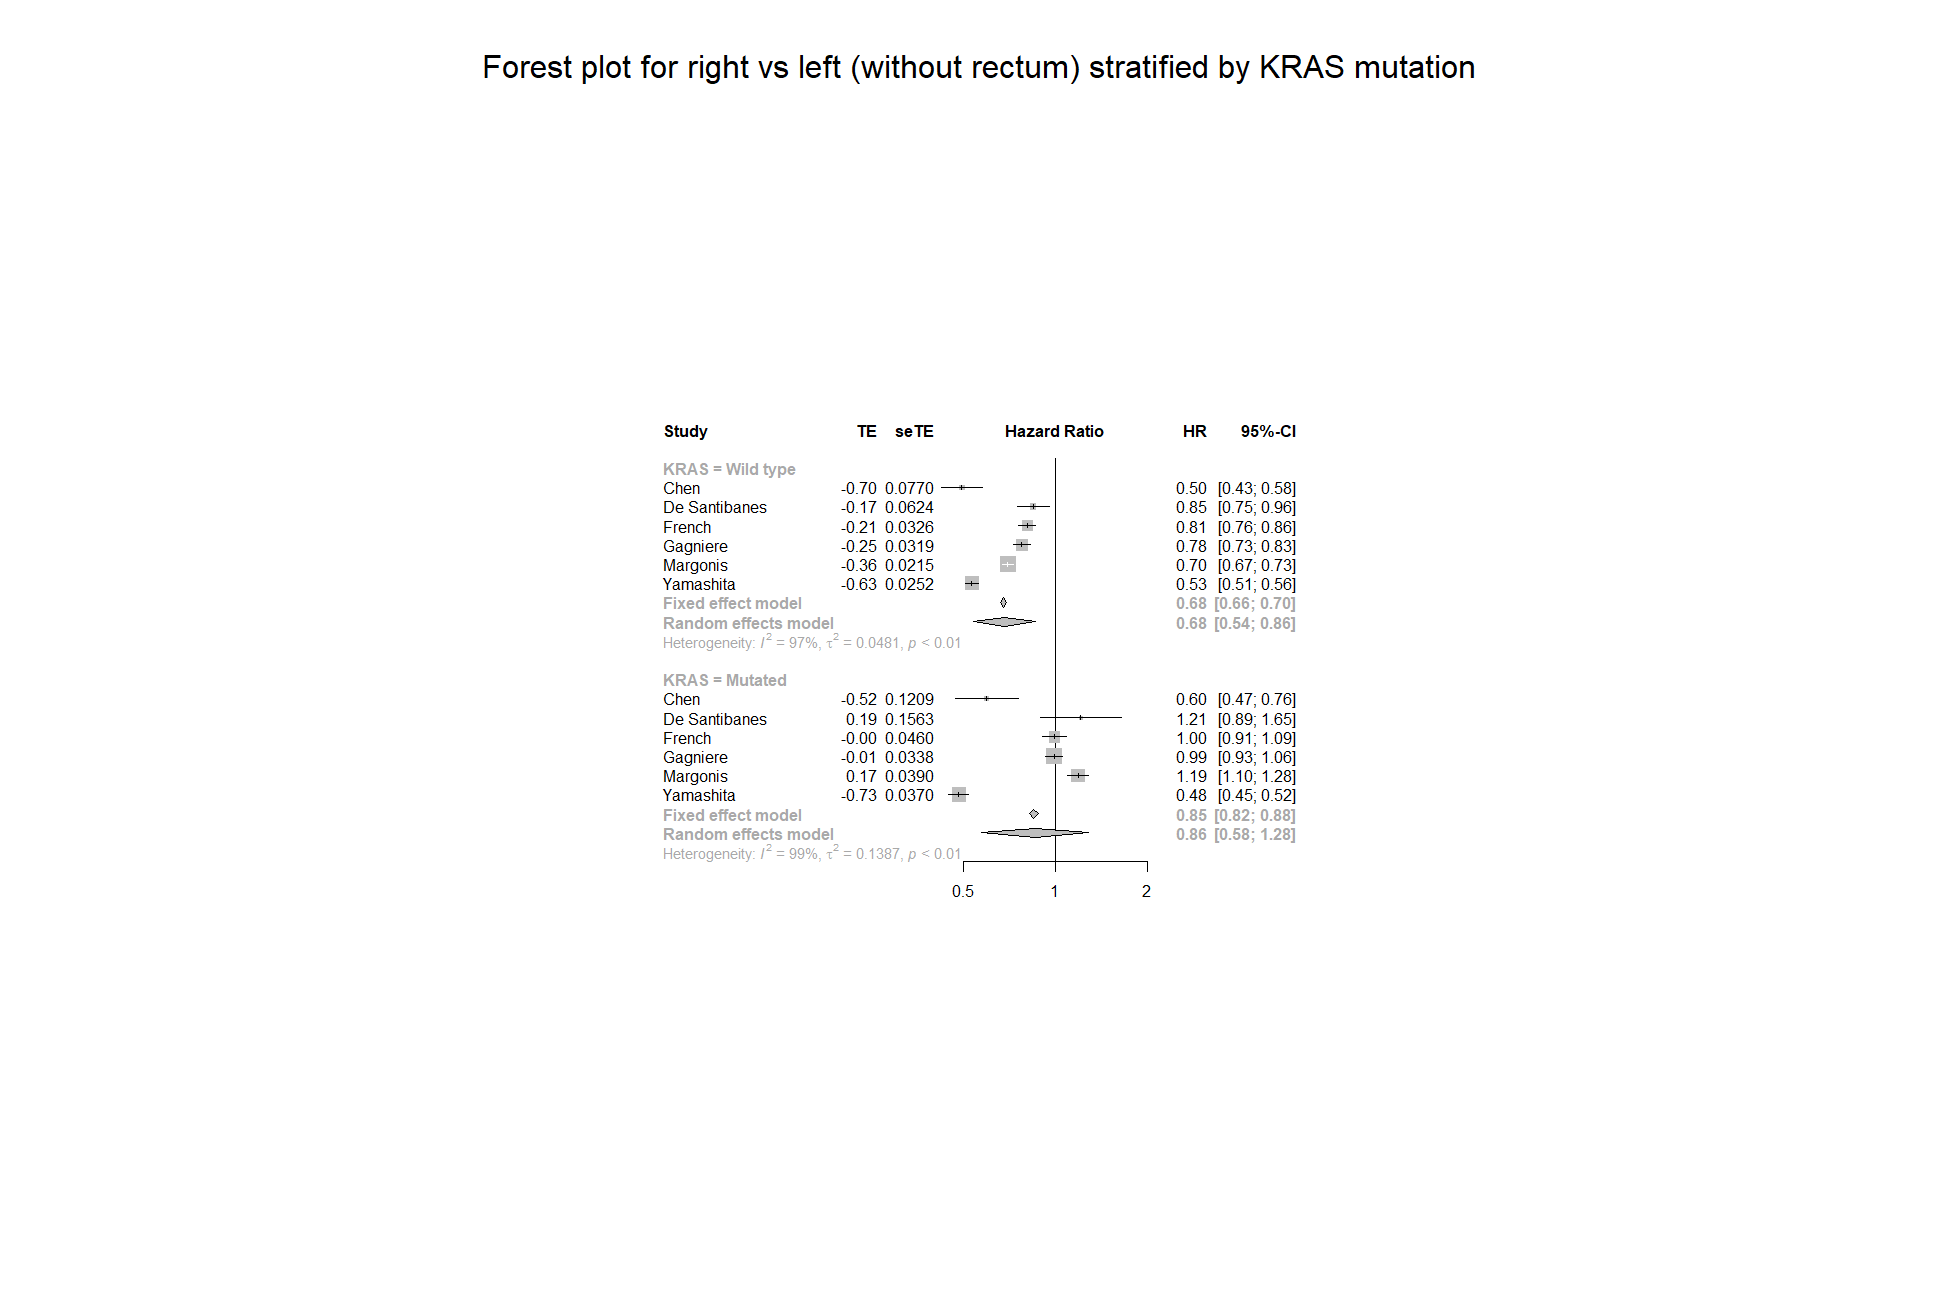 Forest plot for right vs left (without rectum) stratified by KRAS mutation
Study TE seTE Hazard Ratio HR 95%-CI
KRAS = Wild type
Chen -0.70 0.0770 0.50 [0.43; 0.58]
De Santibanes -0.17 0.0624 0.85 [0.75; 0.96]
French -0.21 0.0326 0.81 [0.76; 0.86]
Gagniere -0.25 0.0319 0.78 [0.73; 0.83]
Margonis -0.36 0.0215 0.70 [0.67; 0.73]
Yamashita -0.63 0.0252 0.53 [0.51; 0.56]
Fixed effect model 0.68 [0.66; 0.70]
Random effects model 0.68 [0.54; 0.86]
Heterogeneity: I² = 97%, τ² = 0.0481, p < 0.01
KRAS = Mutated
Chen -0.52 0.1209 0.60 [0.47; 0.76]
De Santibanes 0.19 0.1563 1.21 [0.89; 1.65]
French -0.00 0.0460 1.00 [0.91; 1.09]
Gagniere -0.01 0.0338 0.99 [0.93; 1.06]
Margonis 0.17 0.0390 1.19 [1.10; 1.28]
Yamashita -0.73 0.0370 0.48 [0.45; 0.52]
Fixed effect model 0.85 [0.82; 0.88]
Random effects model 0.86 [0.58; 1.28]
Heterogeneity: I² = 99%, τ² = 0.1387, p < 0.01
0.5 1 2